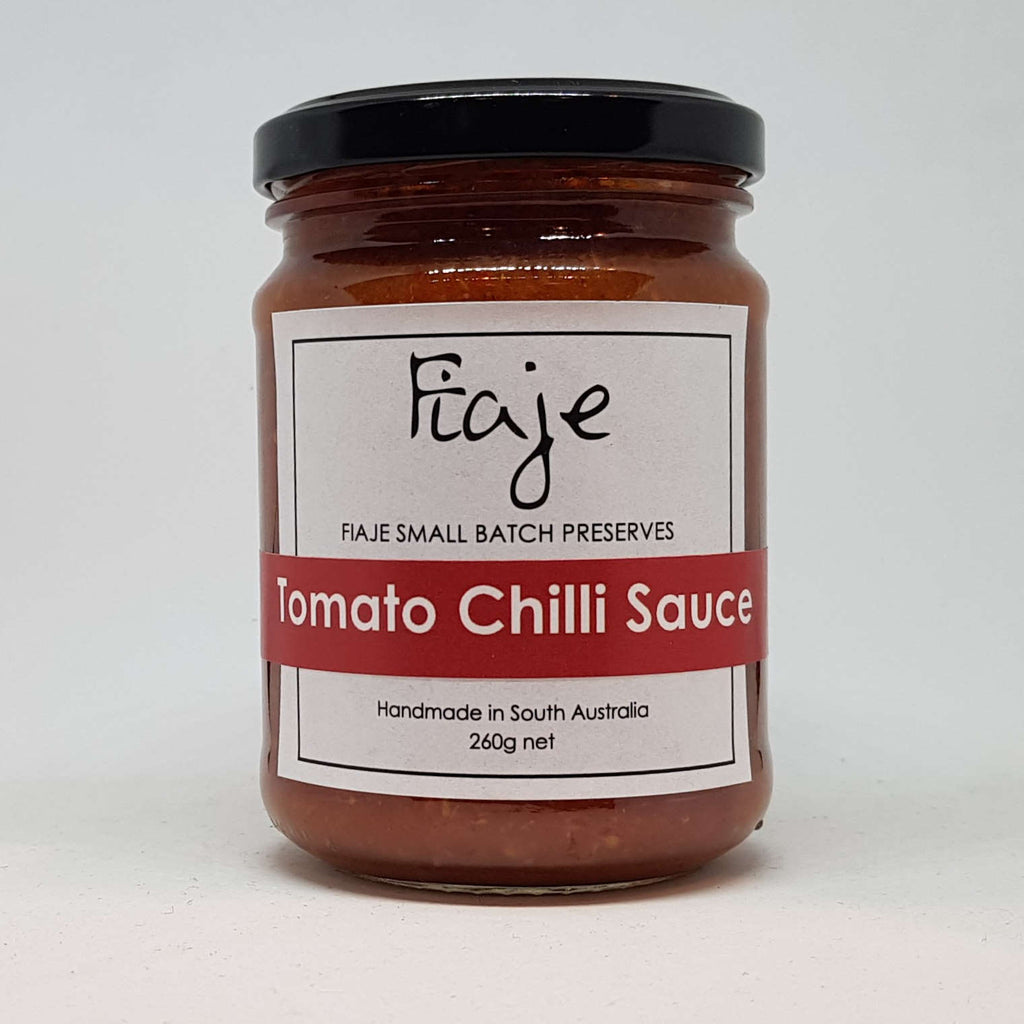 Fiaje
FIAJE SMALL BATCH PRESERVES
Tomato Chilli Sauce
Handmade in South Australia
260g net